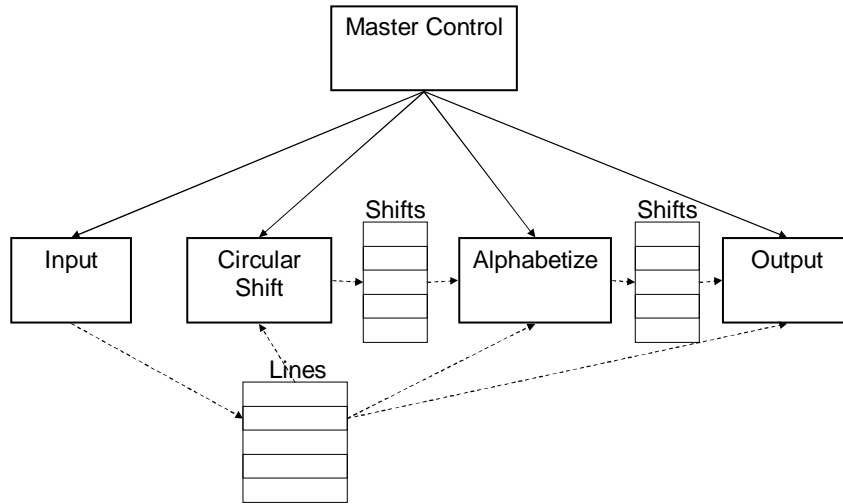 Master Control
Shifts
Shifts
Input
Circular
Shift
Alphabetize
Output
Lines